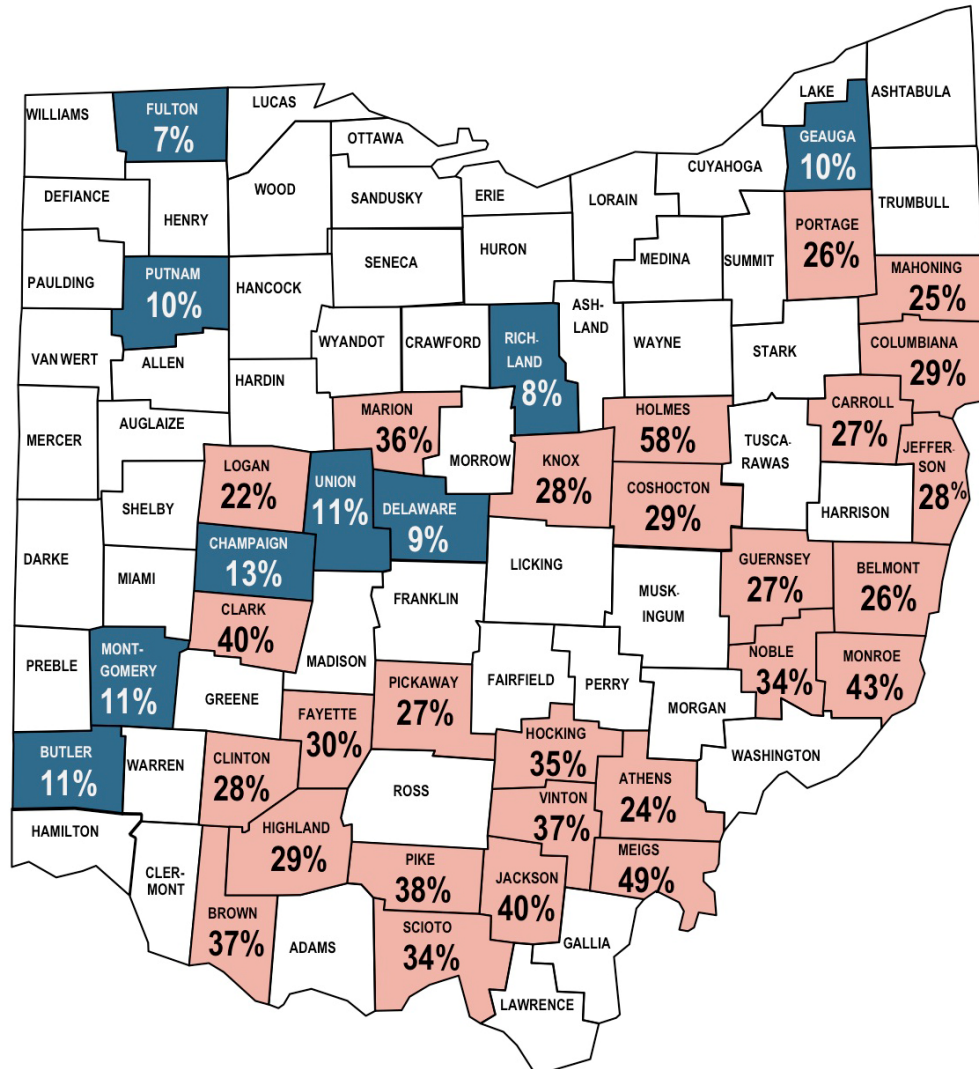 LAKE
ASHTABULA
WILLIAMS
FULTON
7%
LUCAS
OTTAWA
GEAUGA
10%
CUYAHOGA
DEFIANCE
HENRY
WOOD
SANDUSKY
ERIE
LORAIN
TRUMBULL
PORTAGE
26%
PAULDING
PUTNAM
10%
HANCOCK
SENECA
HURON
MEDINA
SUMMIT
MAHONING
25%
VAN WERT
ALLEN
WYANDOT
CRAWFORD
RICH-
LAND
8%
ASH-
LAND
WAYNE
STARK
COLUMBIANA
29%
HARDIN
MERCER
AUGLAIZE
MARION
36%
MORROW
HOLMES
58%
TUSCA-
RAWAS
CARROLL
27%
JEFFER-
SON
28%
LOGAN
22%
UNION
11%
DELAWARE
9%
KNOX
28%
COSHOCTON
29%
HARRISON
SHELBY
DARKE
MIAMI
CHAMPAIGN
13%
LICKING
GUERNSEY
27%
BELMONT
26%
CLARK
40%
FRANKLIN
MUSK-
INGUM
PREBLE
MONT-
GOMERY
11%
GREENE
MADISON
PICKAWAY
27%
FAIRFIELD
PERRY
MORGAN
NOBLE
34%
MONROE
43%
BUTLER
11%
WARREN
CLINTON
28%
FAYETTE
30%
ROSS
HOCKING
35%
ATHENS
24%
WASHINGTON
HAMILTON
CLER-
MONT
HIGHLAND
29%
VINTON
37%
PIKE
38%
JACKSON
40%
MEIGS
49%
BROWN
37%
ADAMS
SCIOTO
34%
GALLIA
LAWRENCE